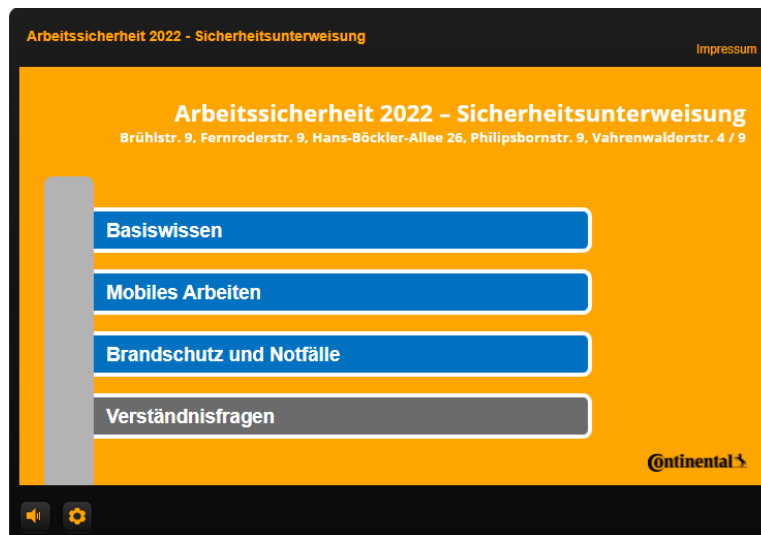 Arbeitssicherheit 2022 - Sicherheitsunterweisung
Impressum
Arbeitssicherheit 2022 – Sicherheitsunterweisung
Brühlstr. 9, Fernroderstr. 9, Hans-Böckler-Allee 26, Philipsbornstr. 9, Vahrenwalderstr. 4 / 9
Basiswissen
Mobiles Arbeiten
Brandschutz und Notfälle
Verständnisfragen
Continental